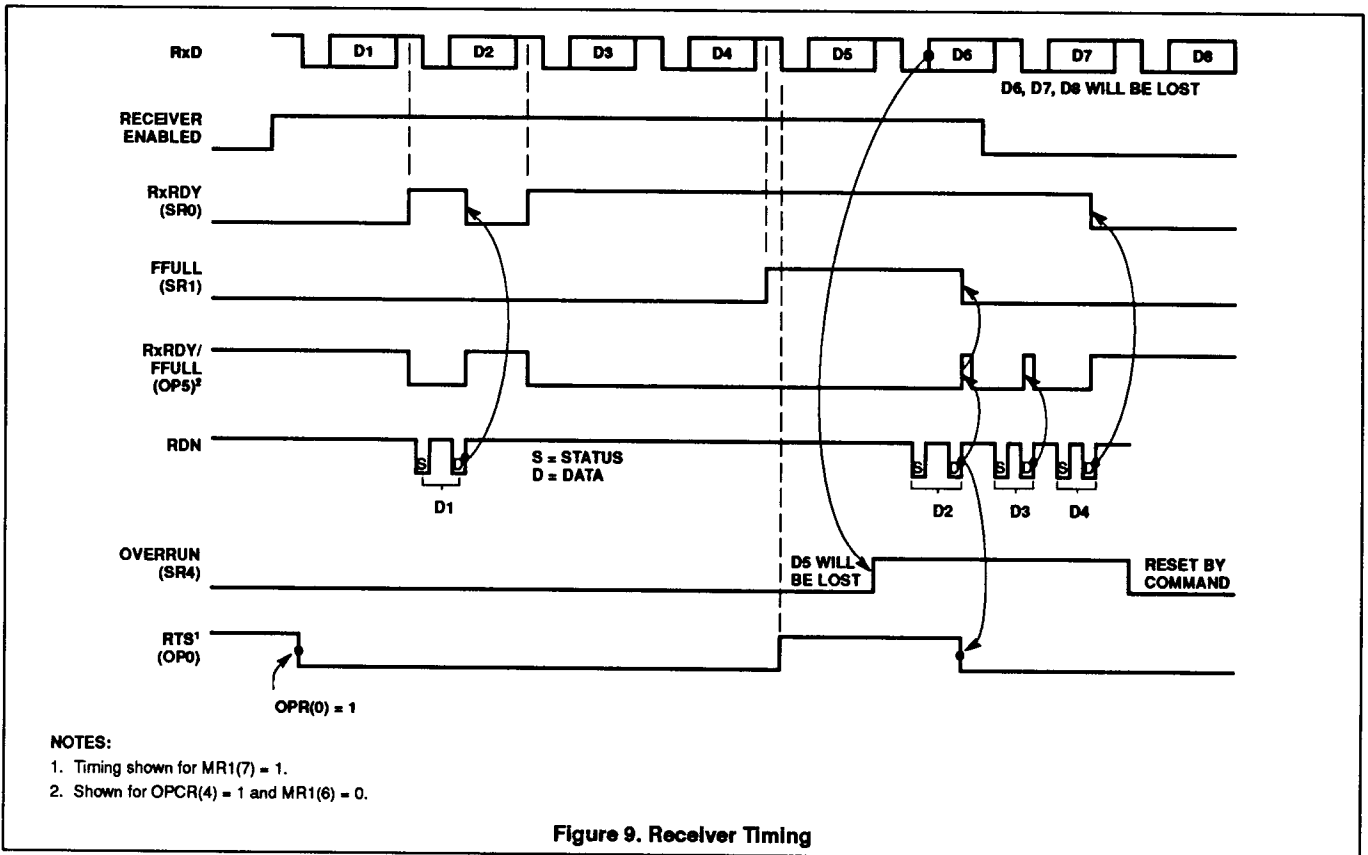 RxD
D1 D2 D3 D4 D5 D6 D7 D8
D6, D7, D8 WILL BE LOST
RECEIVER
ENABLED
RxRDY
(SR0)
FFULL
(SR1)
RxRDY/
FFULL
(OP5)²
RDN
S D S D S D S D
S = STATUS
D = DATA
D1 D2 D3 D4
OVERRUN
(SR4)
D5 WILL
BE LOST
RESET BY
COMMAND
RTS¹
(OP0)
OPR(0) = 1
NOTES:
1. Timing shown for MR1(7) = 1.
2. Shown for OPCR(4) = 1 and MR1(6) = 0.
Figure 9. Receiver Timing